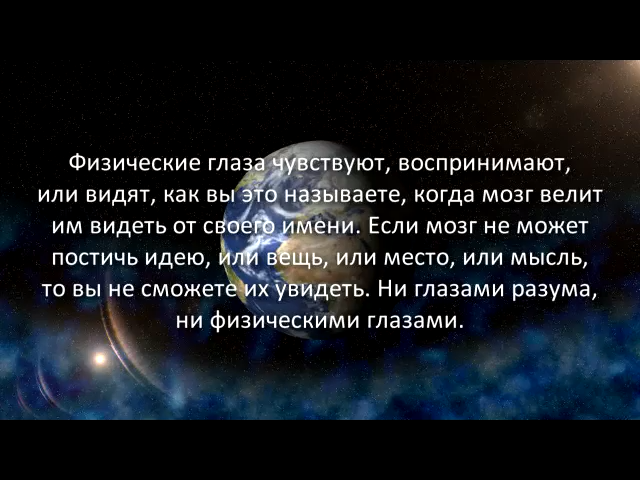 Физические глаза чувствуют, воспринимают,
или видят, как вы это называете, когда мозг велит
им видеть от своего имени. Если мозг не может
постичь идею, или вещь, или место, или мысль,
то вы не сможете их увидеть. Ни глазами разума,
ни физическими глазами.